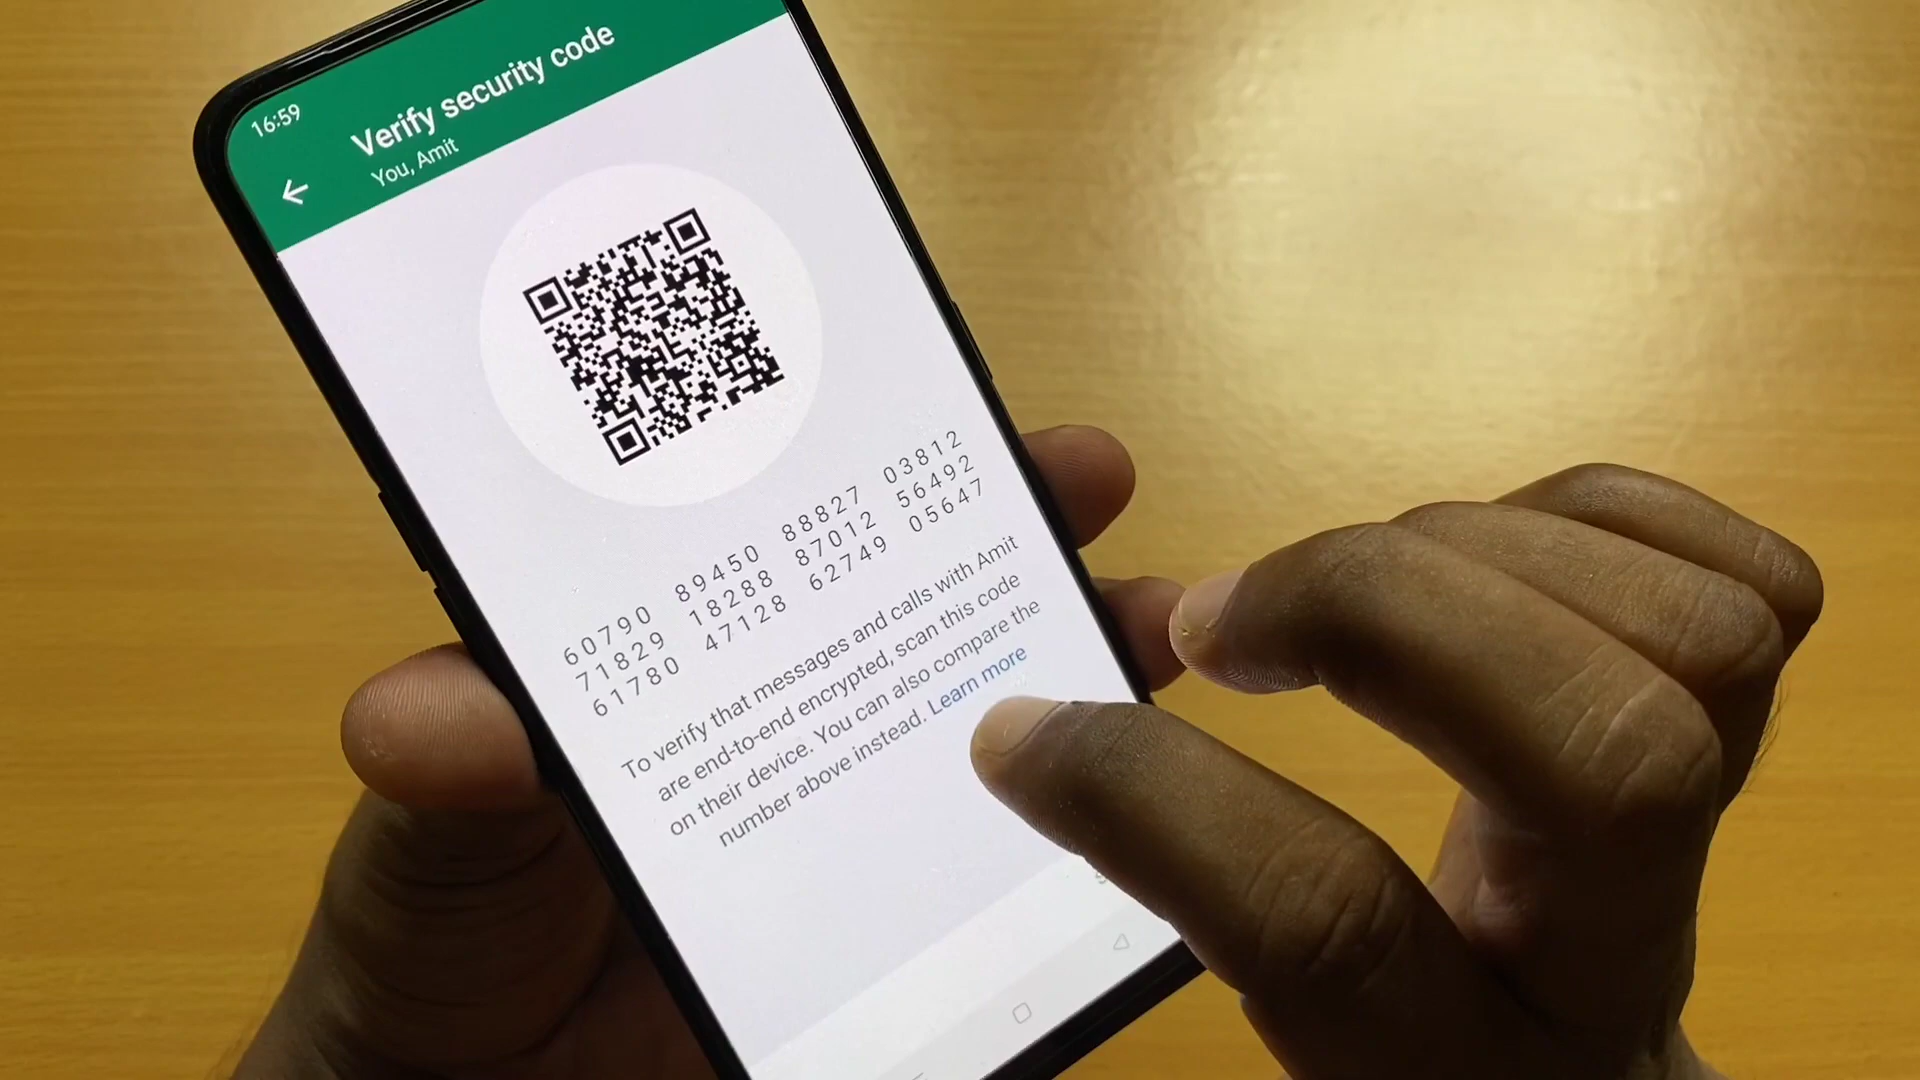 16:59
Verify security code
You, Amit
60790 89450 88827 03812
71829 18288 87012 56492
61780 47128 62749 05647
To verify that messages and calls with Amit
are end-to-end encrypted, scan this code
on their device. You can also compare the
number above instead. Learn more